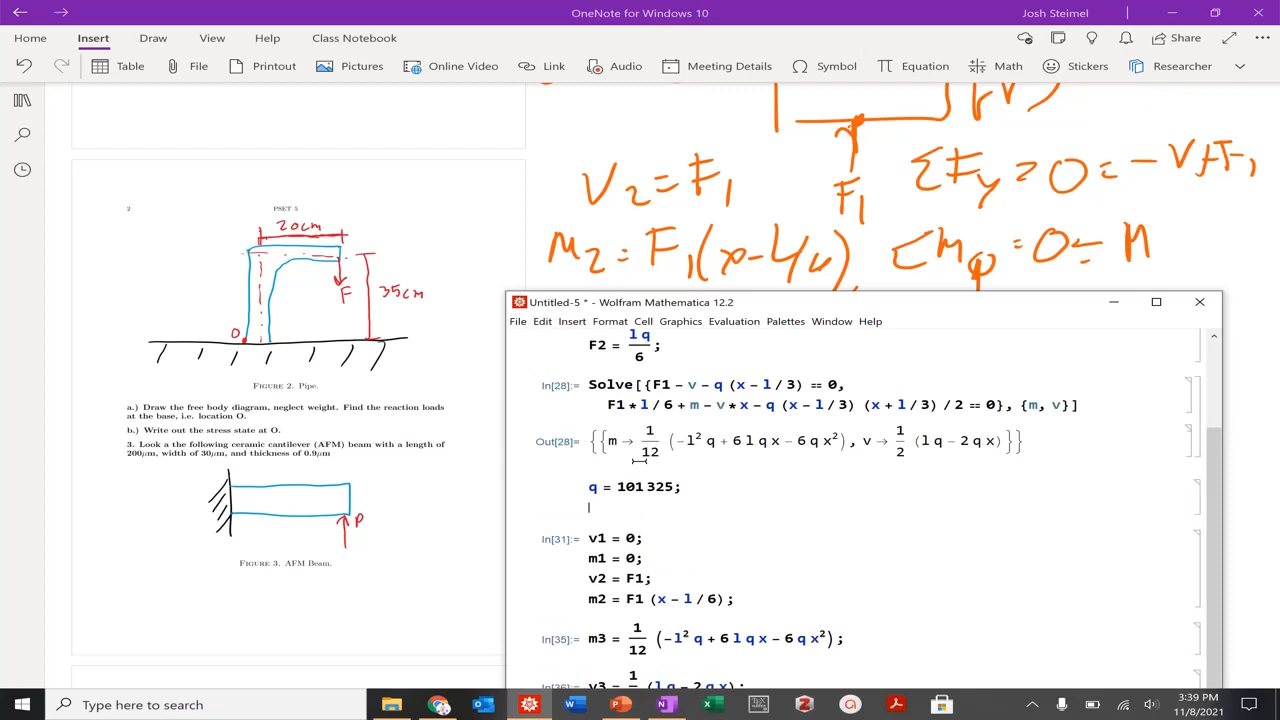 OneNote for Windows 10
Josh Steimel
Home Insert Draw View Help Class Notebook Share
Table File Printout Pictures Online Video Link Audio Meeting Details Symbol Equation Math Stickers Researcher
2 PSET 5
20cm
F
35cm
O
FIGURE 2. Pipe.
a.) Draw the free body diagram, neglect weight. Find the reaction loads
at the base, i.e. location O.
b.) Write out the stress state at O.
3. Look a the following ceramic cantilever (AFM) beam with a length of
200μm, width of 30μm, and thickness of 0.9μm
P
FIGURE 3. AFM Beam.
V2 = F1
F1
ΣFy = 0 = -V+F1
M2 = F1(x-L/6)
= 0 = M
Untitled-5 * - Wolfram Mathematica 12.2
File Edit Insert Format Cell Graphics Evaluation Palettes Window Help
F2 = l q / 6 ;
In[28]:= Solve[{F1 - v - q (x - l / 3) == 0,
F1 * l / 6 + m - v * x - q (x - l / 3) (x + l / 3) / 2 == 0}, {m, v}]
Out[28]= {{m → 1/12 (-l² q + 6 l q x - 6 q x²), v → 1/2 (l q - 2 q x)}}
q = 101 325;
In[31]:= v1 = 0;
m1 = 0;
v2 = F1;
m2 = F1 (x - l / 6);
In[35]:= m3 = 1/12 (-l² q + 6 l q x - 6 q x²);
In[36]:= v3 = 1/ (l q - 2 q x);
Type here to search
3:39 PM
11/8/2021